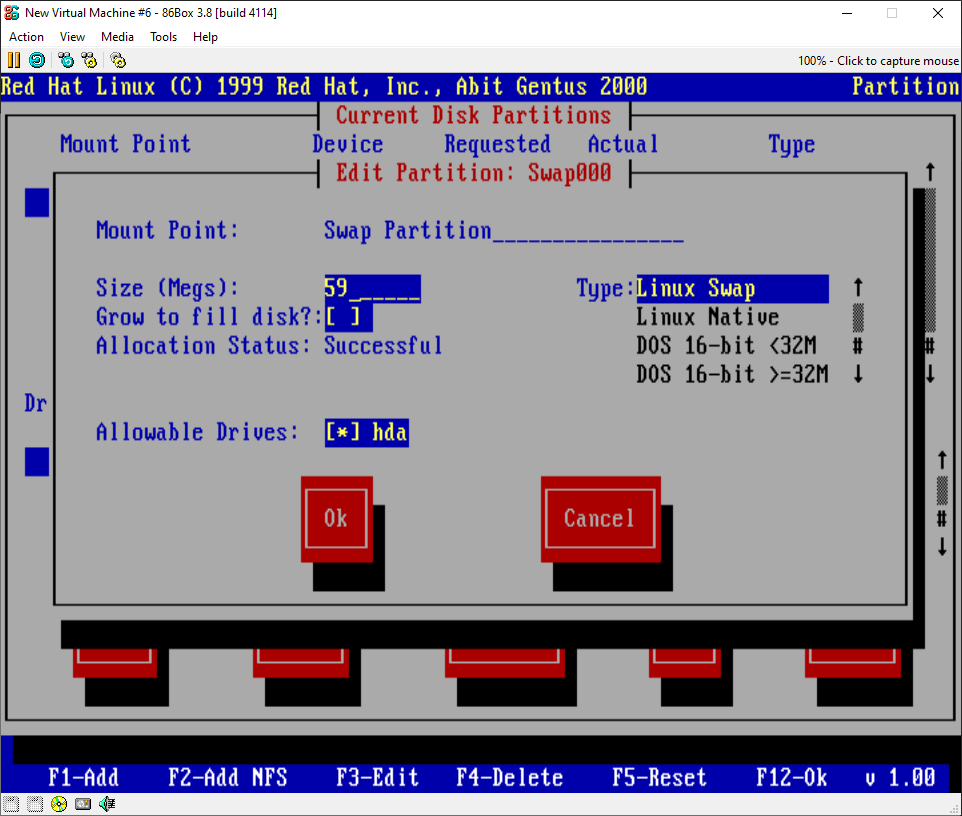 New Virtual Machine #6 - 86Box 3.8 [build 4114]
Action View Media Tools Help
100% - Click to capture mouse
Red Hat Linux (C) 1999 Red Hat, Inc., Abit Gentus 2000 Partition
Current Disk Partitions
Mount Point Device Requested Actual Type
Edit Partition: Swap000
Mount Point: Swap Partition________________
Size (Megs): 59______ Type:Linux Swap
Grow to fill disk?:[ ] Linux Native
Allocation Status: Successful DOS 16-bit <32M # #
DOS 16-bit >=32M
Dr
Allowable Drives: [*] hda
Ok Cancel #
F1-Add F2-Add NFS F3-Edit F4-Delete F5-Reset F12-Ok v 1.00